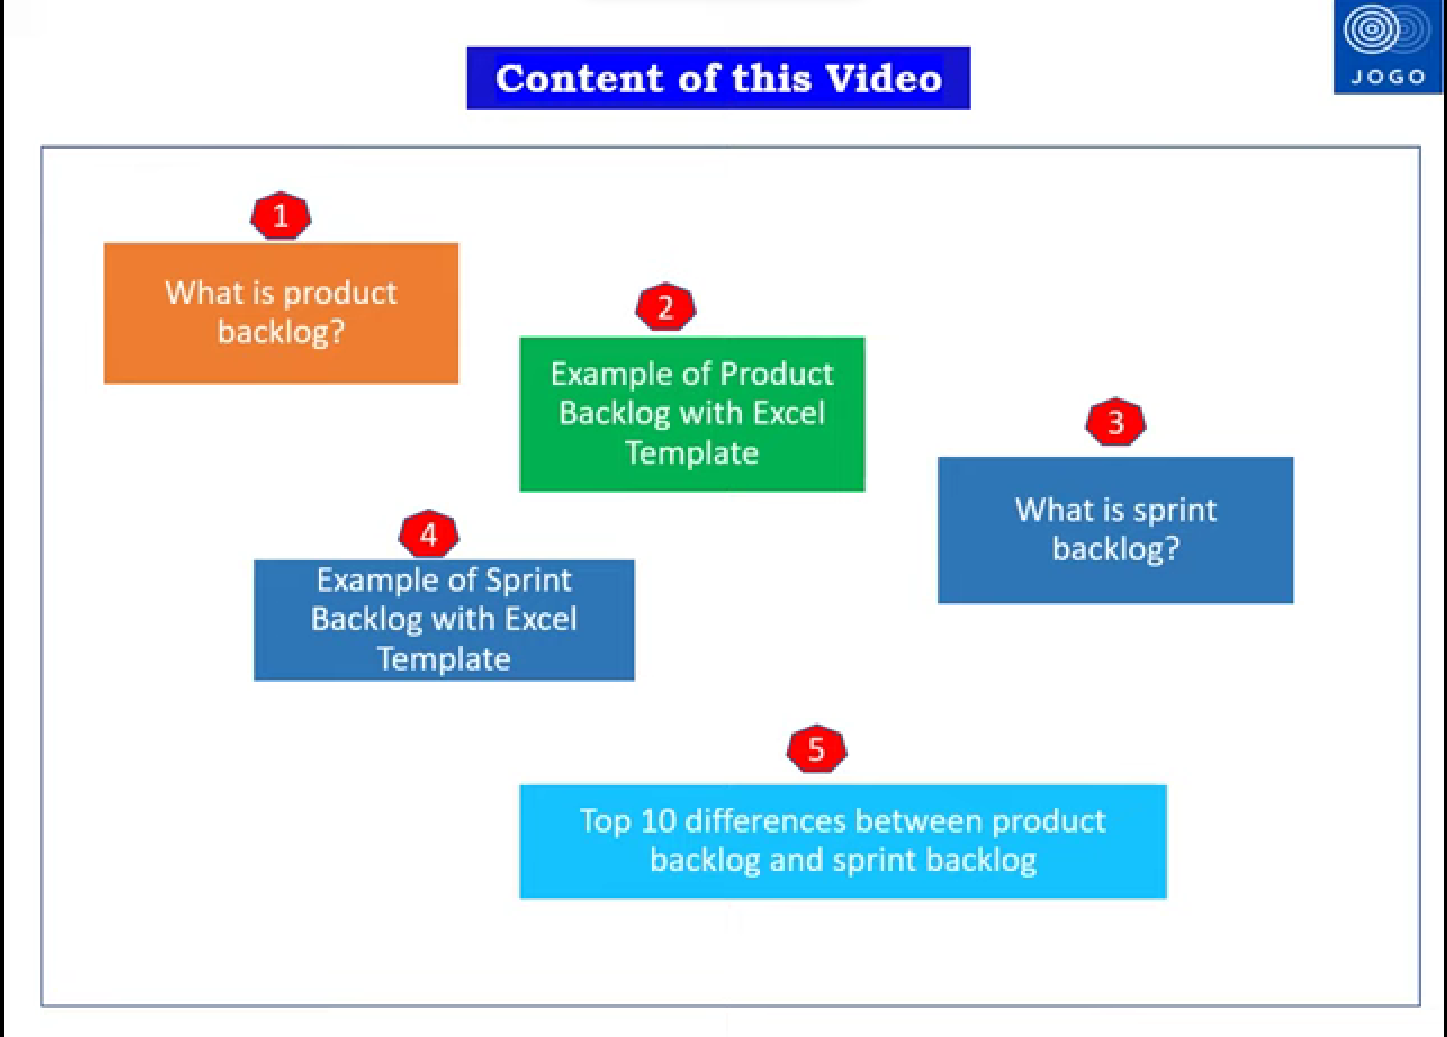 Content of this Video
JOGO
1
What is product
backlog?
2
Example of Product
Backlog with Excel
Template
3
What is sprint
backlog?
4
Example of Sprint
Backlog with Excel
Template
5
Top 10 differences between product
backlog and sprint backlog